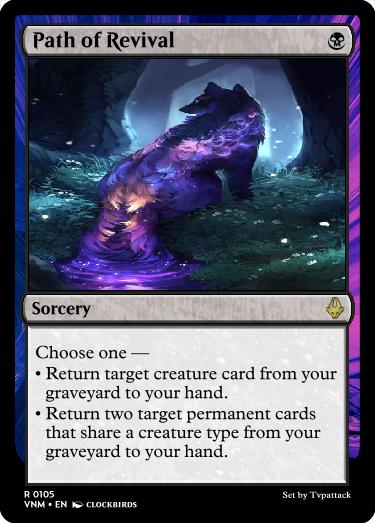 Path of Revival
Sorcery
Choose one —
• Return target creature card from your
graveyard to your hand.
• Return two target permanent cards
that share a creature type from your
graveyard to your hand.
R 0105
VNM • EN CLOCKBIRDS
Set by Tvpattack